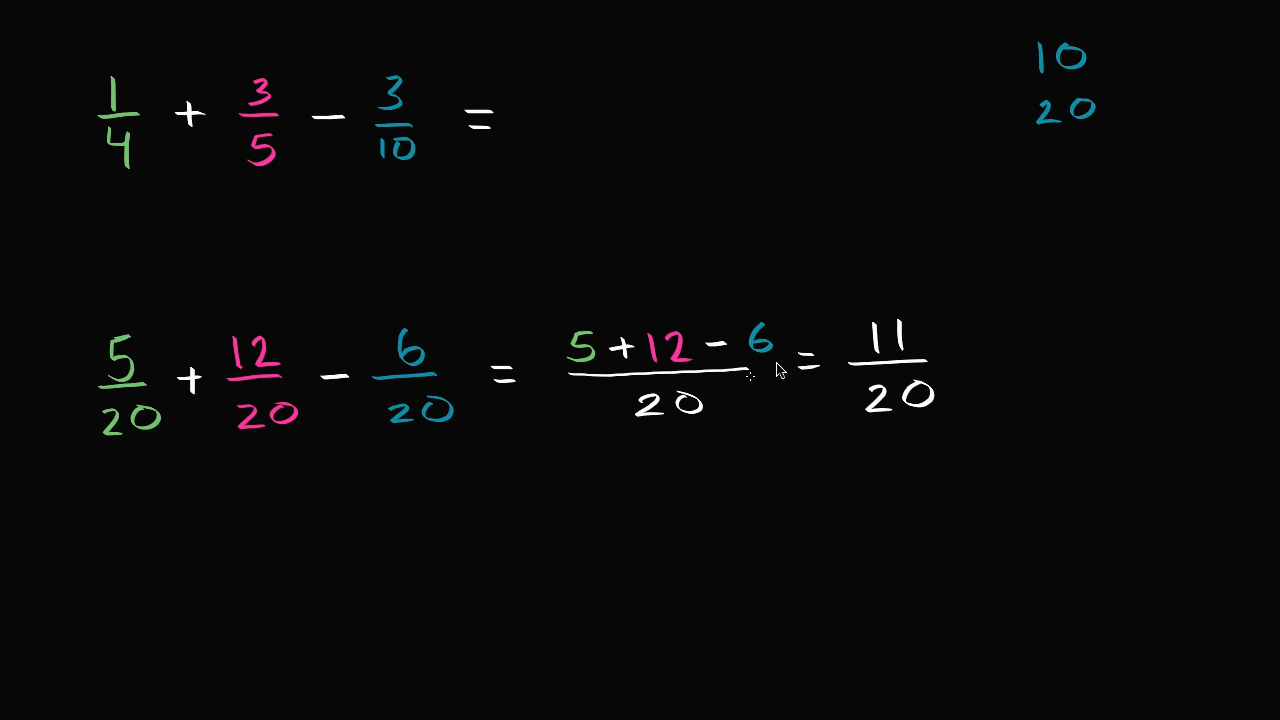 1/4 + 3/5 − 3/10 =
10
20
5/20 + 12/20 − 6/20 = (5 + 12 − 6)/20 = 11/20